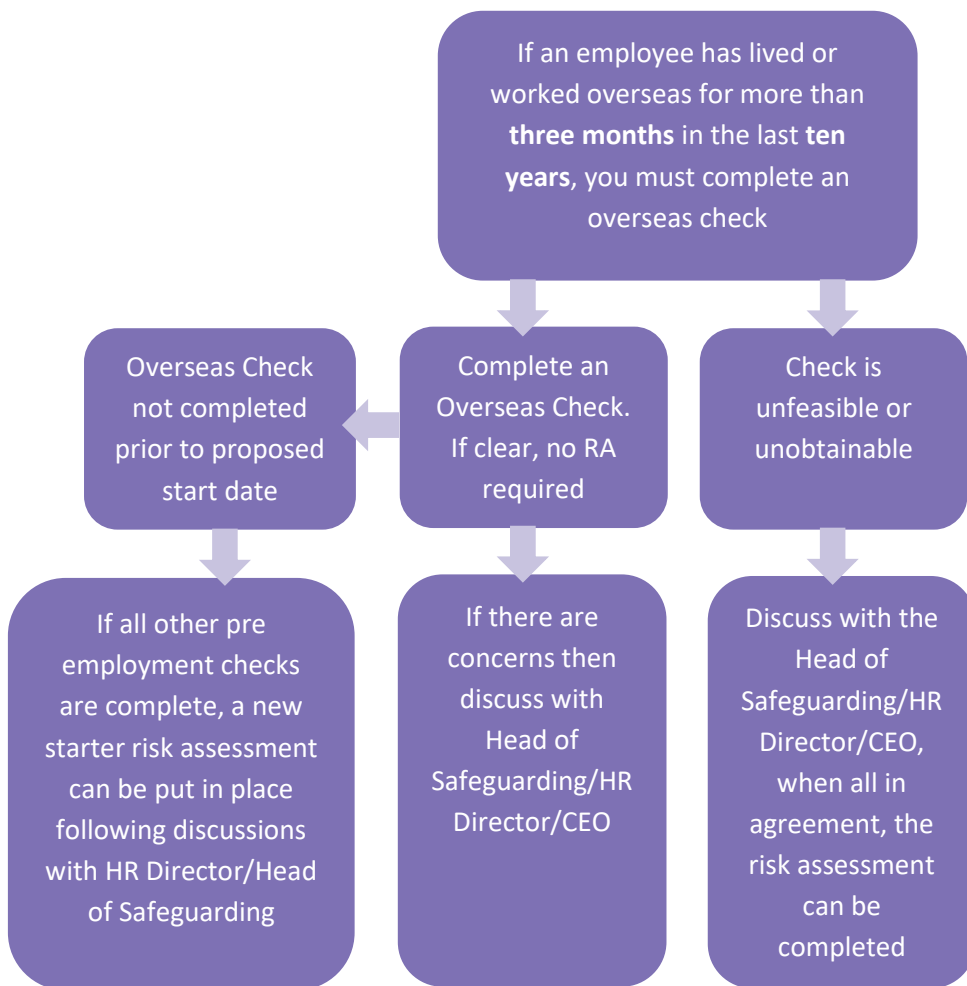 If an employee has lived or
worked overseas for more than
three months in the last ten
years, you must complete an
overseas check
Overseas Check
not completed
prior to proposed
start date
Complete an
Overseas Check.
If clear, no RA
required
Check is
unfeasible or
unobtainable
If all other pre
employment checks
are complete, a new
starter risk assessment
can be put in place
following discussions
with HR Director/Head
of Safeguarding
If there are
concerns then
discuss with
Head of
Safeguarding/HR
Director/CEO
Discuss with the
Head of
Safeguarding/HR
Director/CEO,
when all in
agreement, the
risk assessment
can be
completed